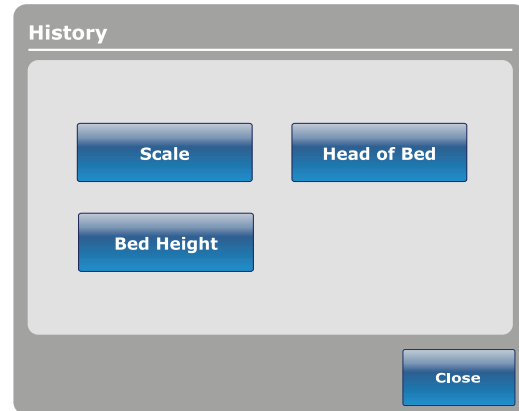 History
Scale
Head of Bed
Bed Height
Close